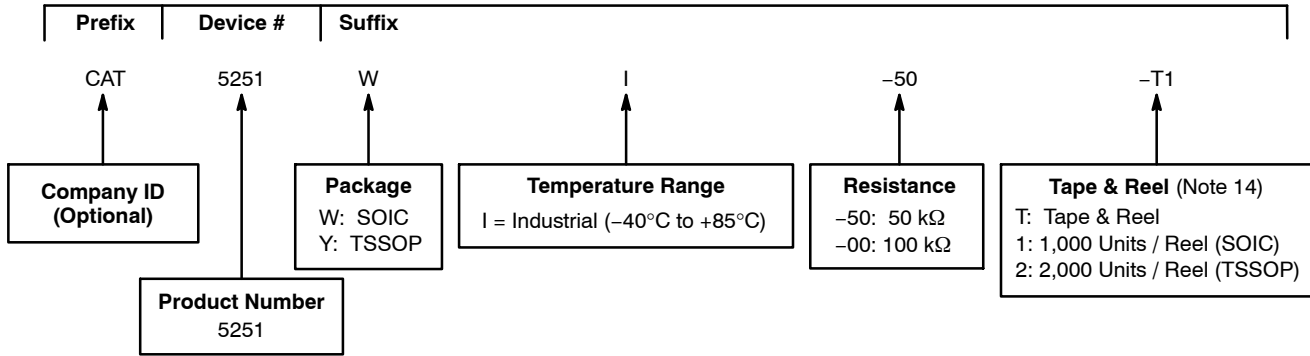 Prefix Device # Suffix
CAT 5251 W I −50 −T1
Company ID
(Optional)
Product Number
5251
Package
W: SOIC
Y: TSSOP
Temperature Range
I = Industrial (−40°C to +85°C)
Resistance
−50: 50 kΩ
−00: 100 kΩ
Tape & Reel (Note 14)
T: Tape & Reel
1: 1,000 Units / Reel (SOIC)
2: 2,000 Units / Reel (TSSOP)